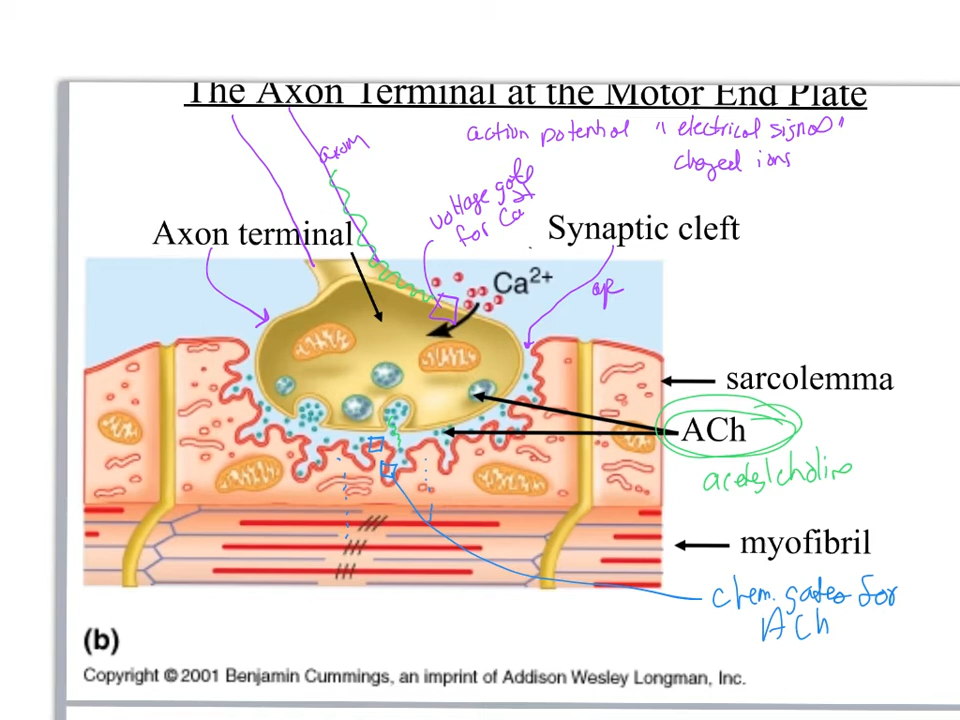 The Axon Terminal at the Motor End Plate
action potential "electrical signal"
charged ions
axon
voltage gate
for Ca
Axon terminal
Synaptic cleft
Ca2+
sarcolemma
ACh
acetylcholine
myofibril
chem. gate for
ACh
(b)
Copyright © 2001 Benjamin Cummings, an imprint of Addison Wesley Longman, Inc.